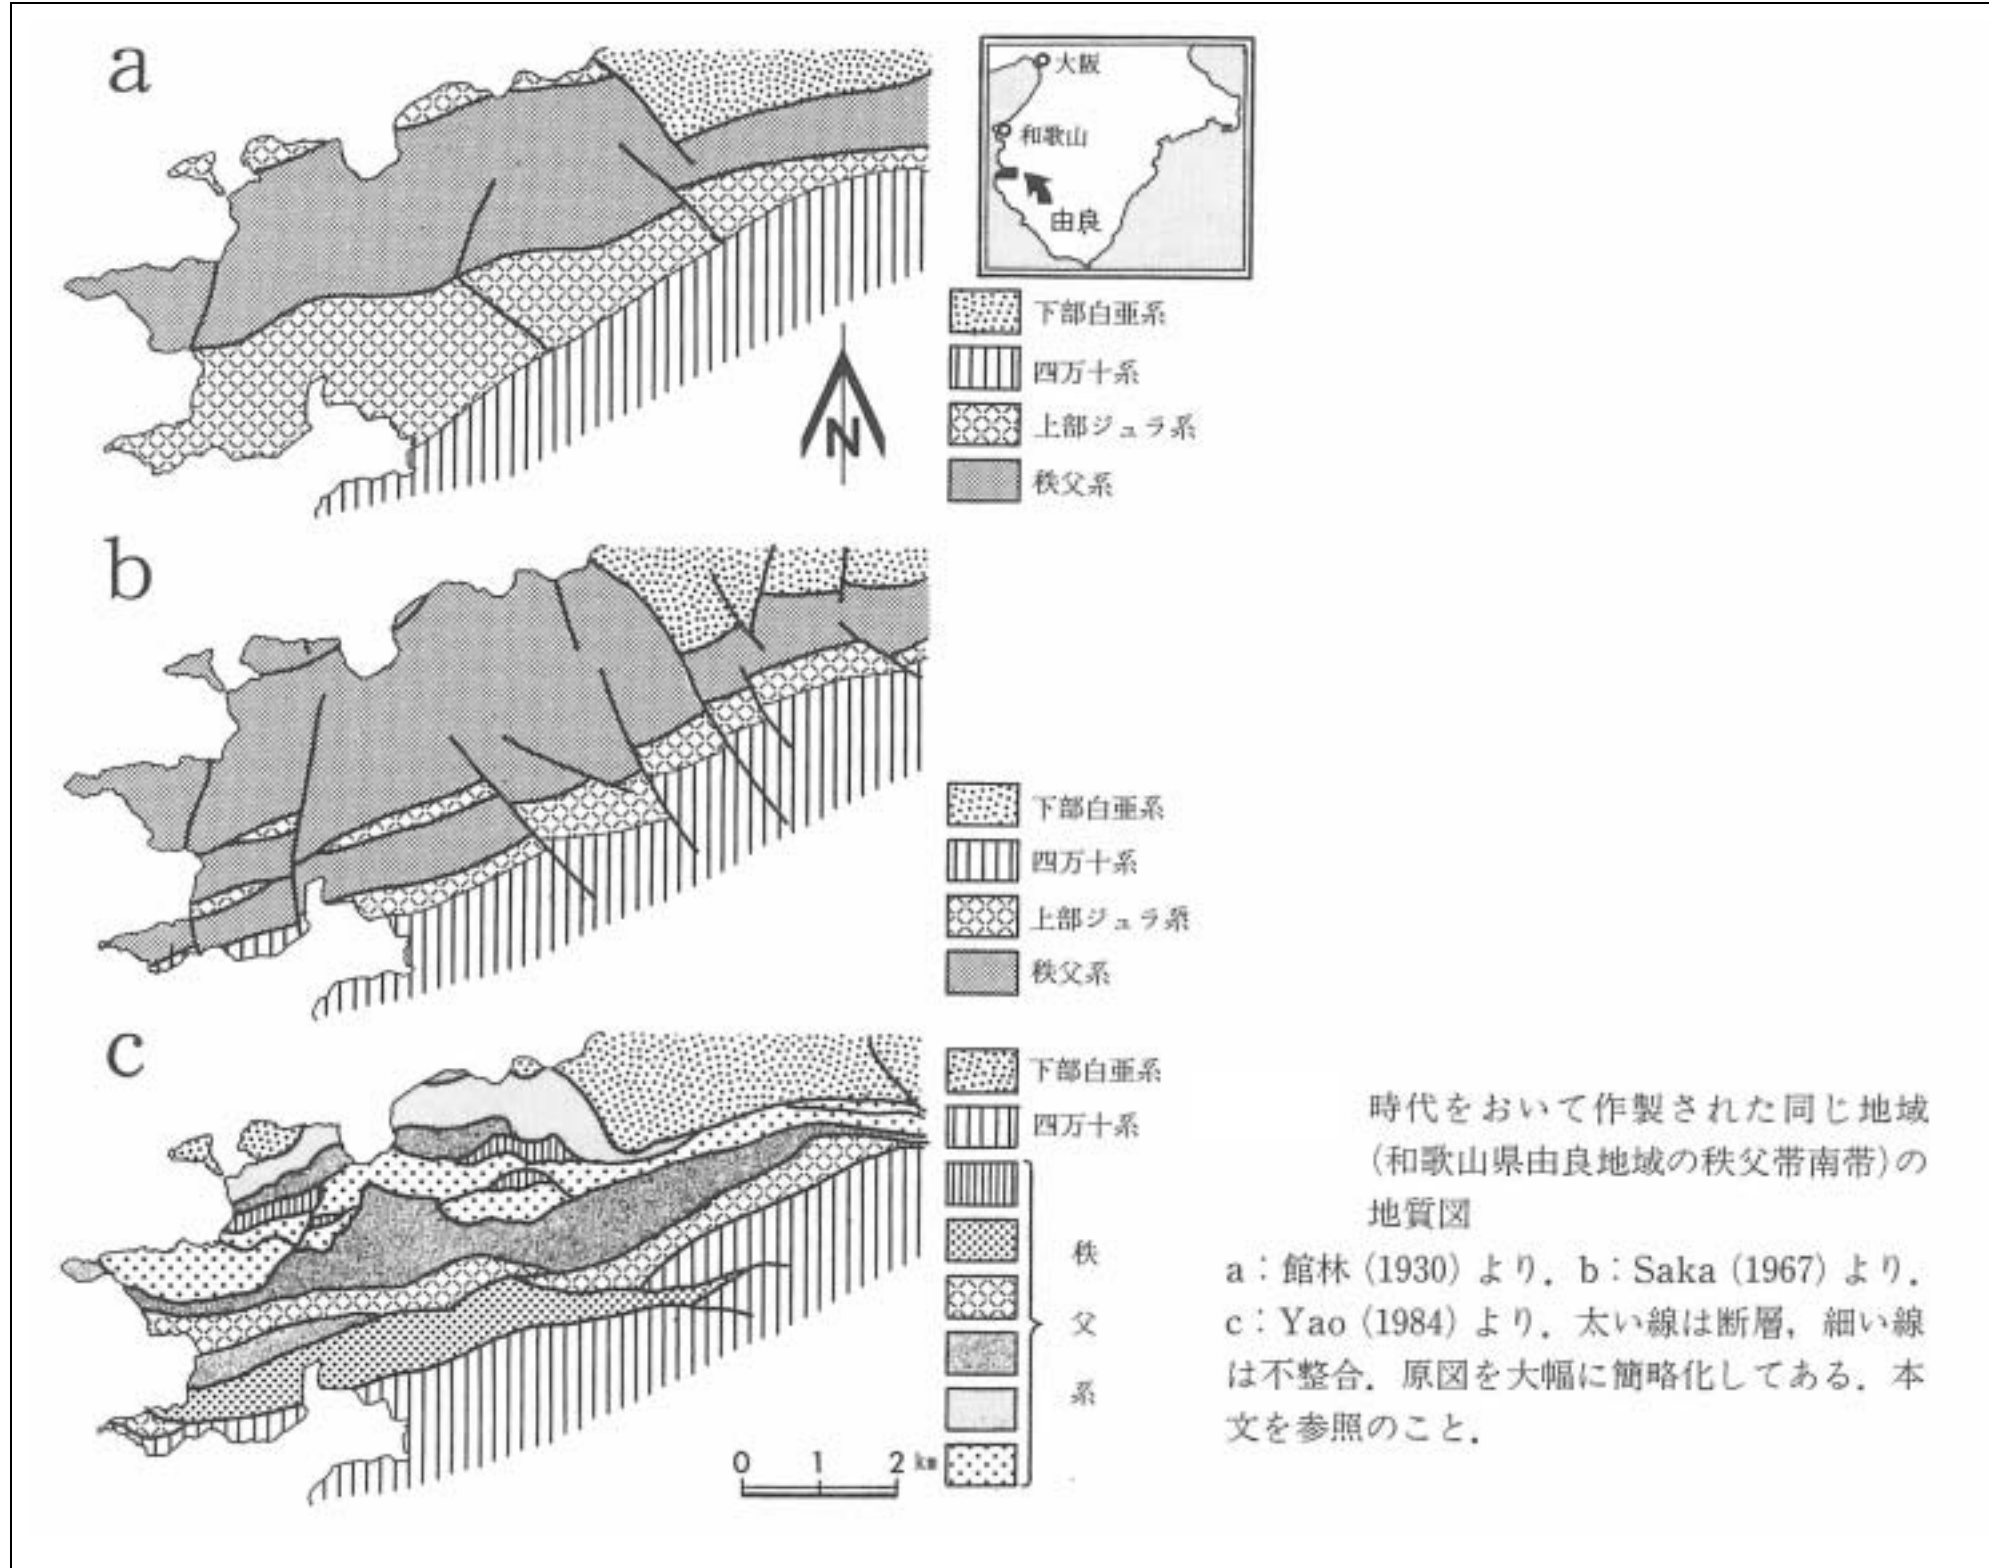 a
大阪
和歌山
由良
下部白亜系
四万十系
上部ジュラ系
秩父系
N
b
下部白亜系
四万十系
上部ジュラ系
秩父系
c
下部白亜系
四万十系
秩
父
系
0 1 2 km
時代をおいて作製された同じ地域
(和歌山県由良地域の秩父帯南帯)の
地質図
a:館林 (1930) より. b:Saka (1967) より.
c:Yao (1984) より. 太い線は断層, 細い線
は不整合. 原図を大幅に簡略化してある. 本
文を参照のこと.